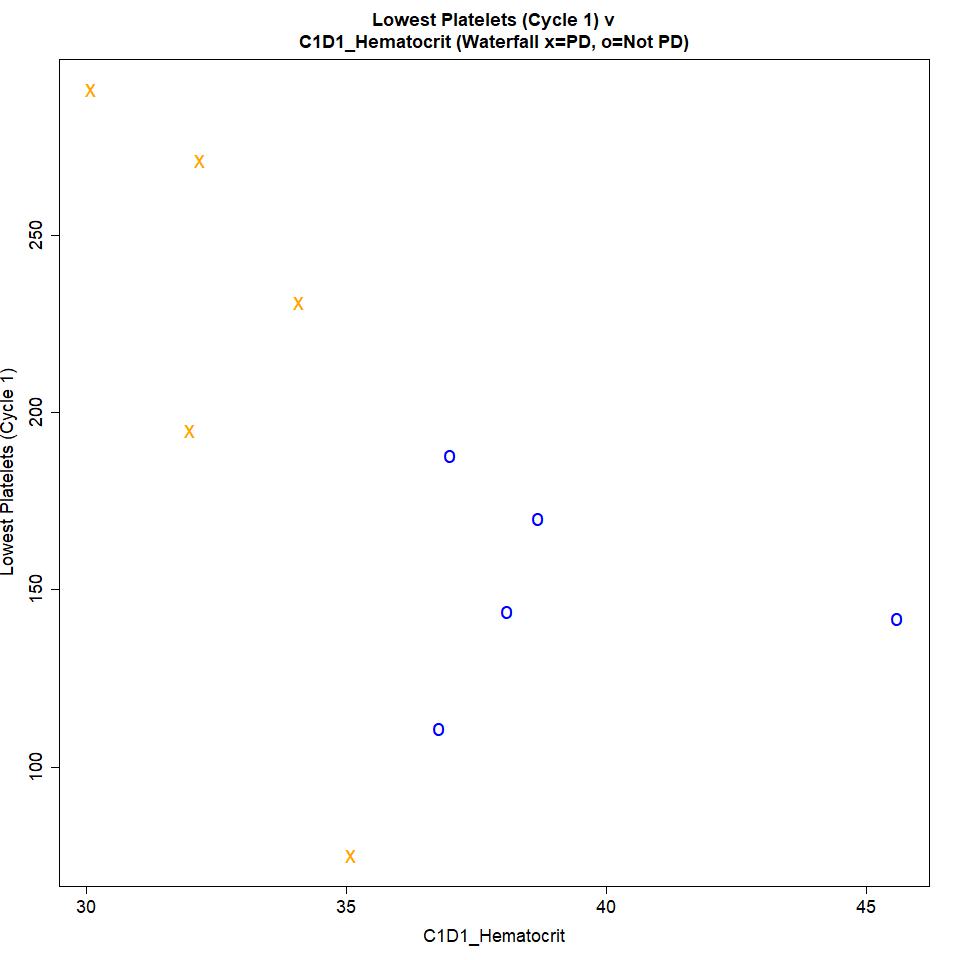 Lowest Platelets (Cycle 1) v
C1D1_Hematocrit (Waterfall x=PD, o=Not PD)
Lowest Platelets (Cycle 1)
250
200
150
100
X
X
X
X
O
O
O
O
O
X
30
35
40
45
C1D1_Hematocrit